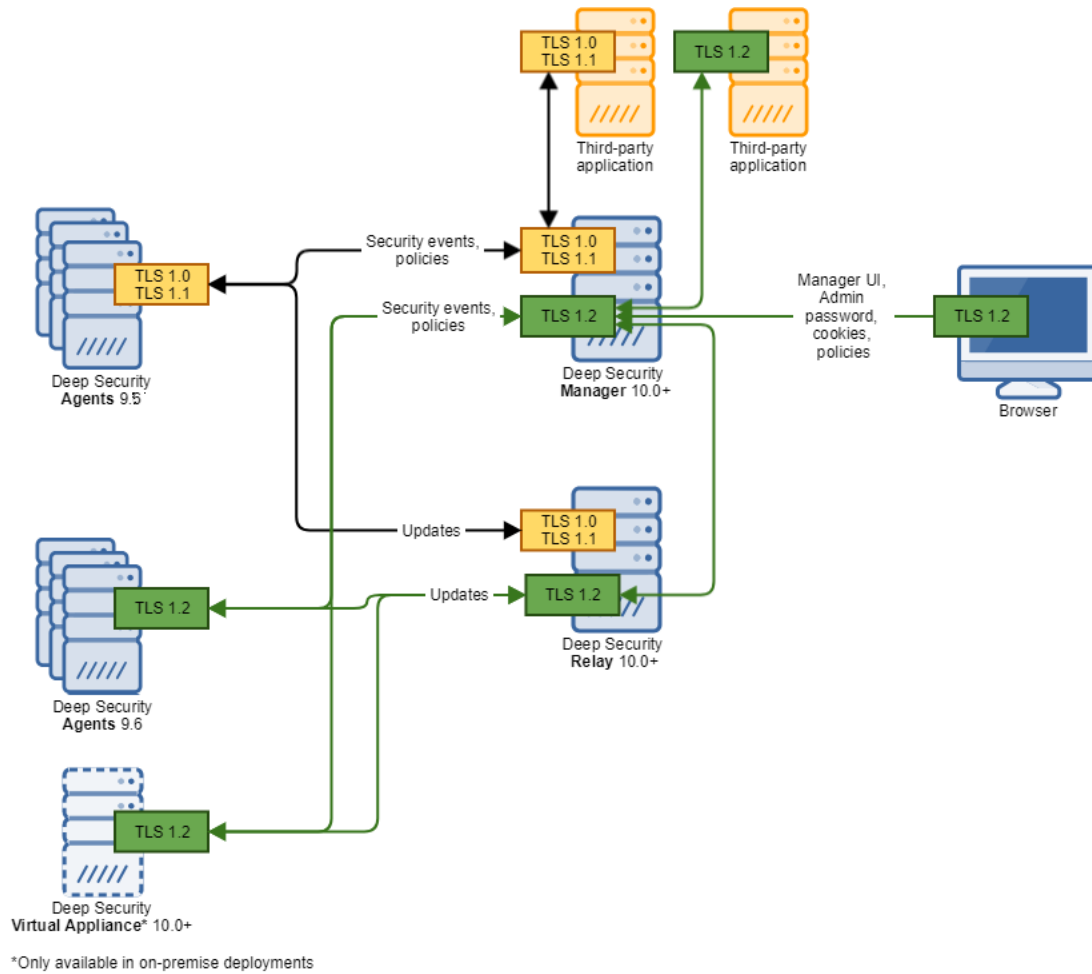 TLS 1.0
TLS 1.1
TLS 1.2
Third-party
application
Third-party
application
Security events,
policies
TLS 1.0
TLS 1.1
TLS 1.0
TLS 1.1
Deep Security
Agents 9.5
Security events,
policies
TLS 1.2
Deep Security
Manager 10.0+
Manager UI,
Admin
password,
cookies,
policies
TLS 1.2
Browser
Updates
TLS 1.0
TLS 1.1
Updates
TLS 1.2
Deep Security
Relay 10.0+
TLS 1.2
Deep Security
Agents 9.6
TLS 1.2
Deep Security
Virtual Appliance* 10.0+
*Only available in on-premise deployments